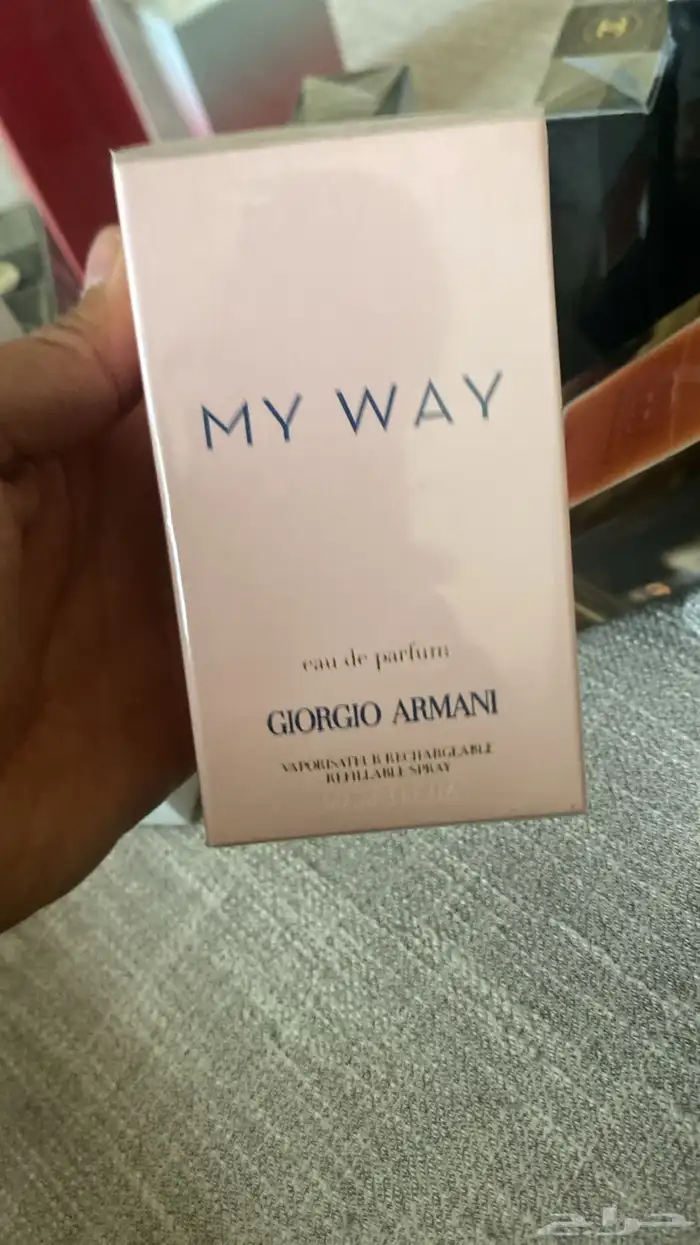 MY WAY
eau de parfum
GIORGIO ARMANI
VAPORISATEUR RECHARGEABLE
REFILLABLE SPRAY
حراج